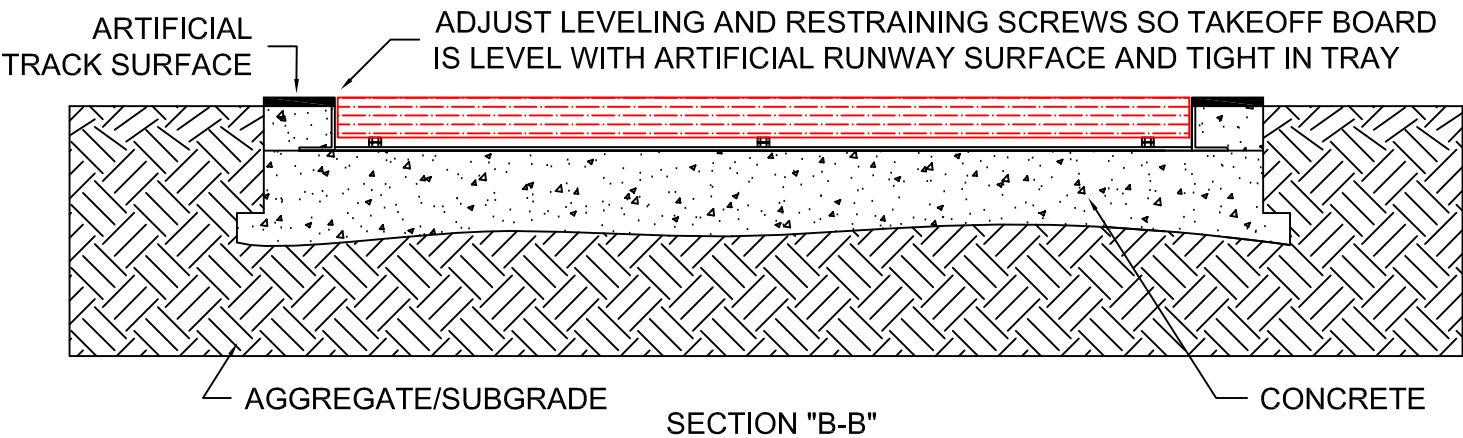 ARTIFICIAL
TRACK SURFACE
ADJUST LEVELING AND RESTRAINING SCREWS SO TAKEOFF BOARD
IS LEVEL WITH ARTIFICIAL RUNWAY SURFACE AND TIGHT IN TRAY
AGGREGATE/SUBGRADE
CONCRETE
SECTION "B-B"